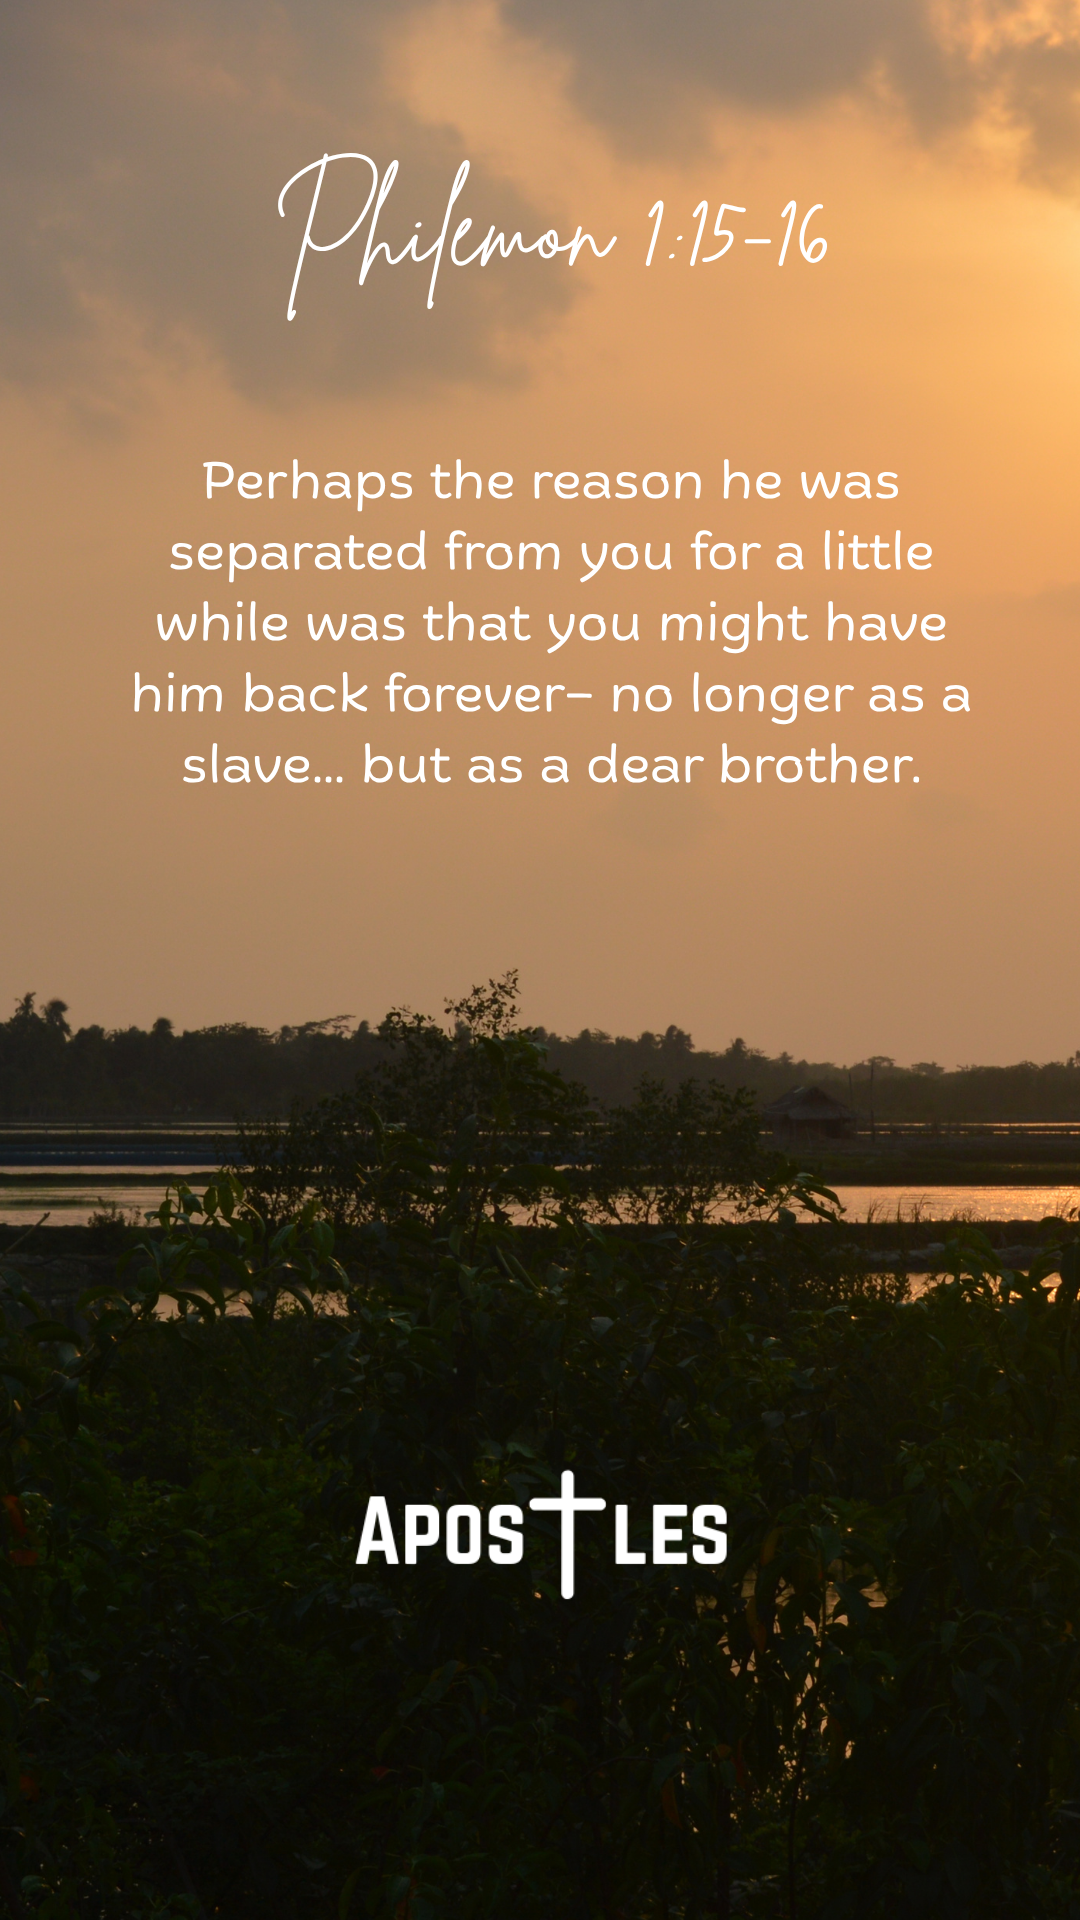 Philemon 1:15-16
Perhaps the reason he was
separated from you for a little
while was that you might have
him back forever– no longer as a
slave... but as a dear brother.
APOSTLES